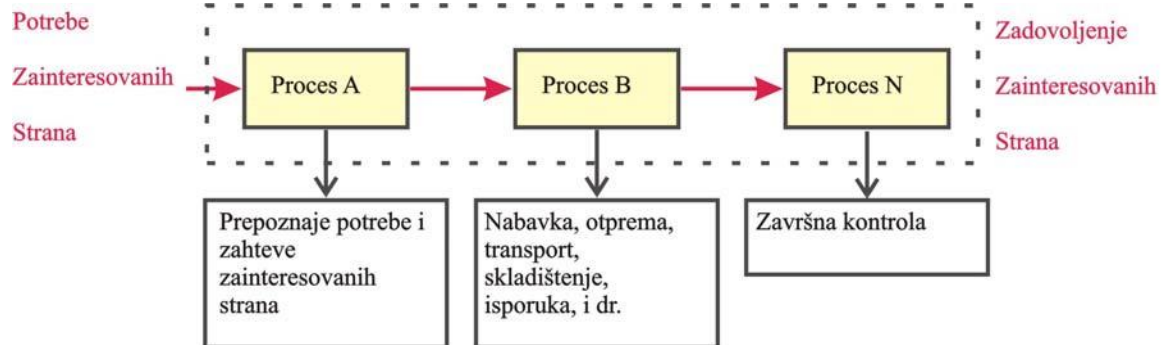 Potrebe
Zainteresovanih
Strana
Proces A
Proces B
Proces N
Zadovoljenje
Zainteresovanih
Strana
Prepoznaje potrebe i
zahteve
zainteresovanih
strana
Nabavka, otprema,
transport,
skladištenje,
isporuka, i dr.
Završna kontrola